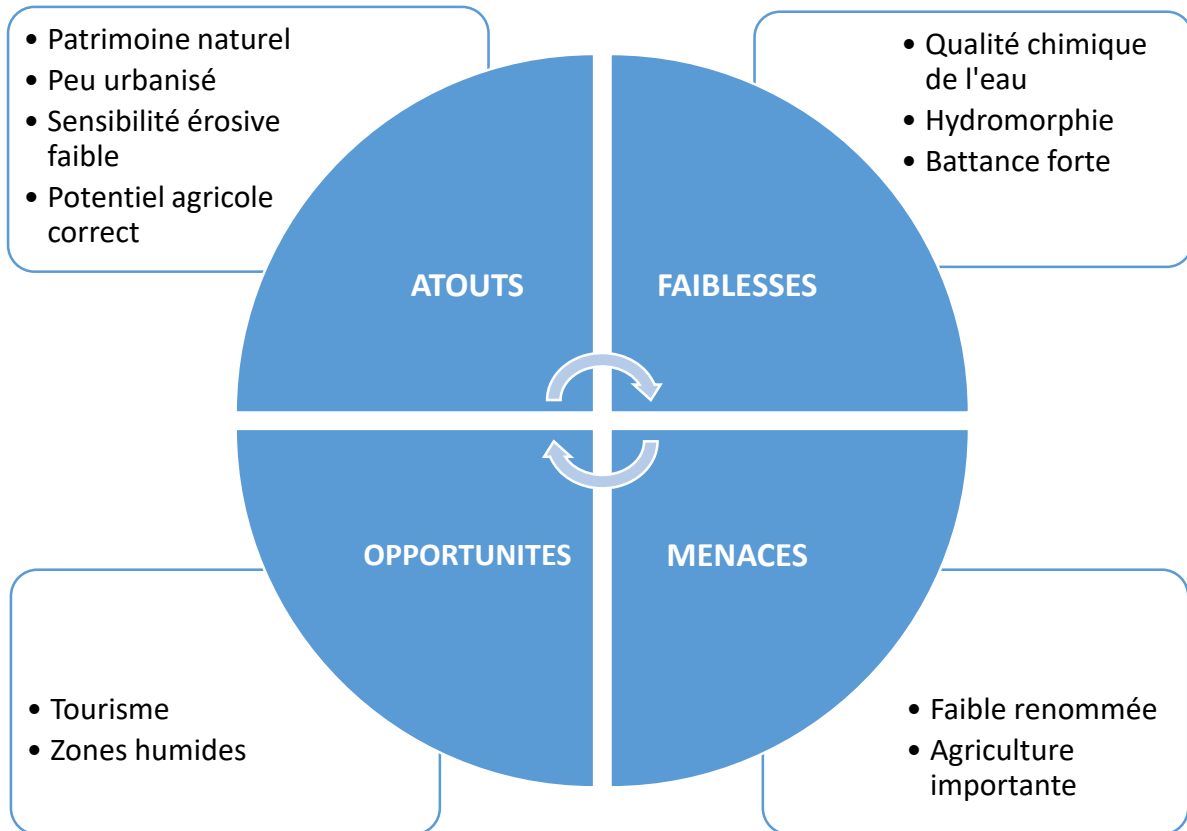 • Patrimoine naturel
• Peu urbanisé
• Sensibilité érosive
faible
• Potentiel agricole
correct
• Qualité chimique
de l'eau
• Hydromorphie
• Battance forte
ATOUTS
FAIBLESSES
OPPORTUNITES
MENACES
• Tourisme
• Zones humides
• Faible renommée
• Agriculture
importante